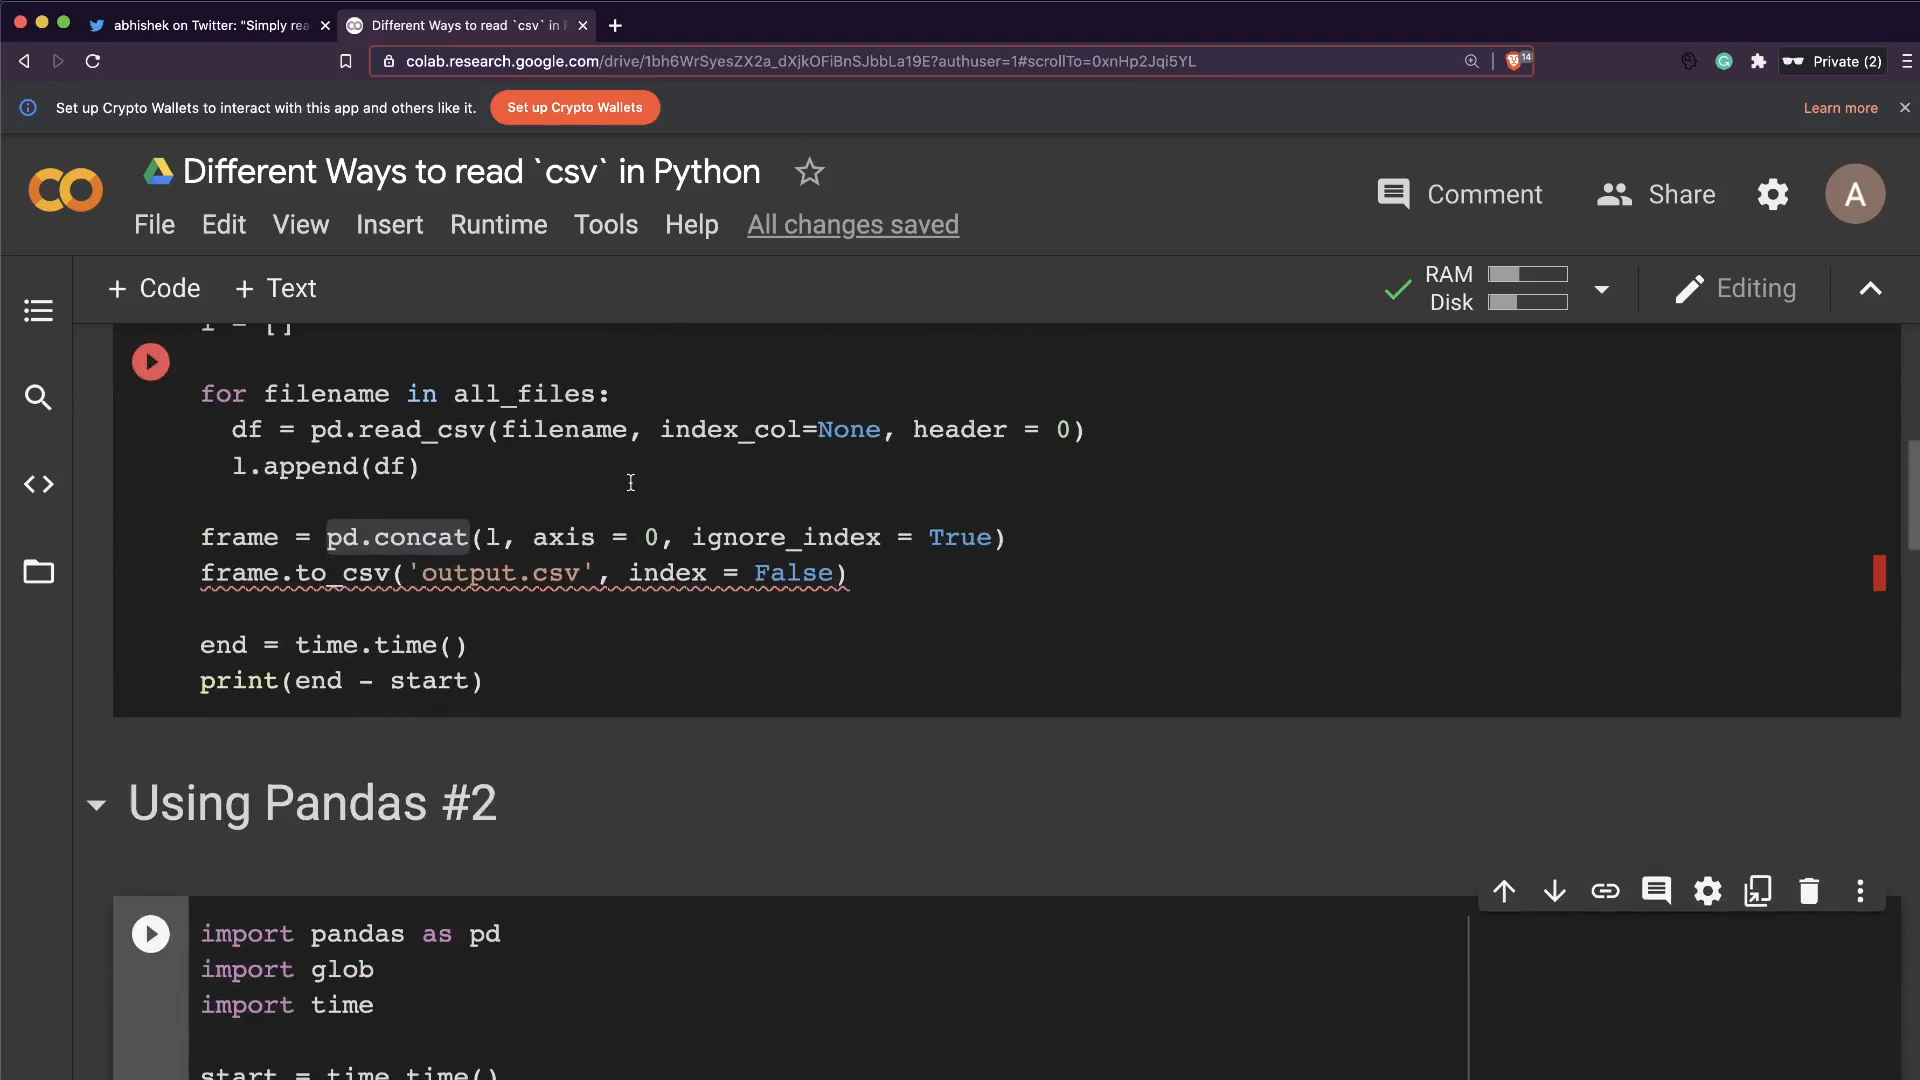 abhishek on Twitter: "Simply rea
Different Ways to read `csv` in P
colab.research.google.com/drive/1bh6WrSyesZX2a_dXjkOFiBnSJbbLa19E?authuser=1#scrollTo=0xnHp2Jqi5YL
14
Private (2)
Set up Crypto Wallets to interact with this app and others like it.
Set up Crypto Wallets
Learn more
Different Ways to read `csv` in Python
Comment
Share
A
File Edit View Insert Runtime Tools Help All changes saved
+ Code + Text
RAM
Disk
Editing
l = []
for filename in all_files:
df = pd.read_csv(filename, index_col=None, header = 0)
l.append(df)
frame = pd.concat(l, axis = 0, ignore_index = True)
frame.to_csv('output.csv', index = False)
end = time.time()
print(end - start)
Using Pandas #2
import pandas as pd
import glob
import time
start = time.time()